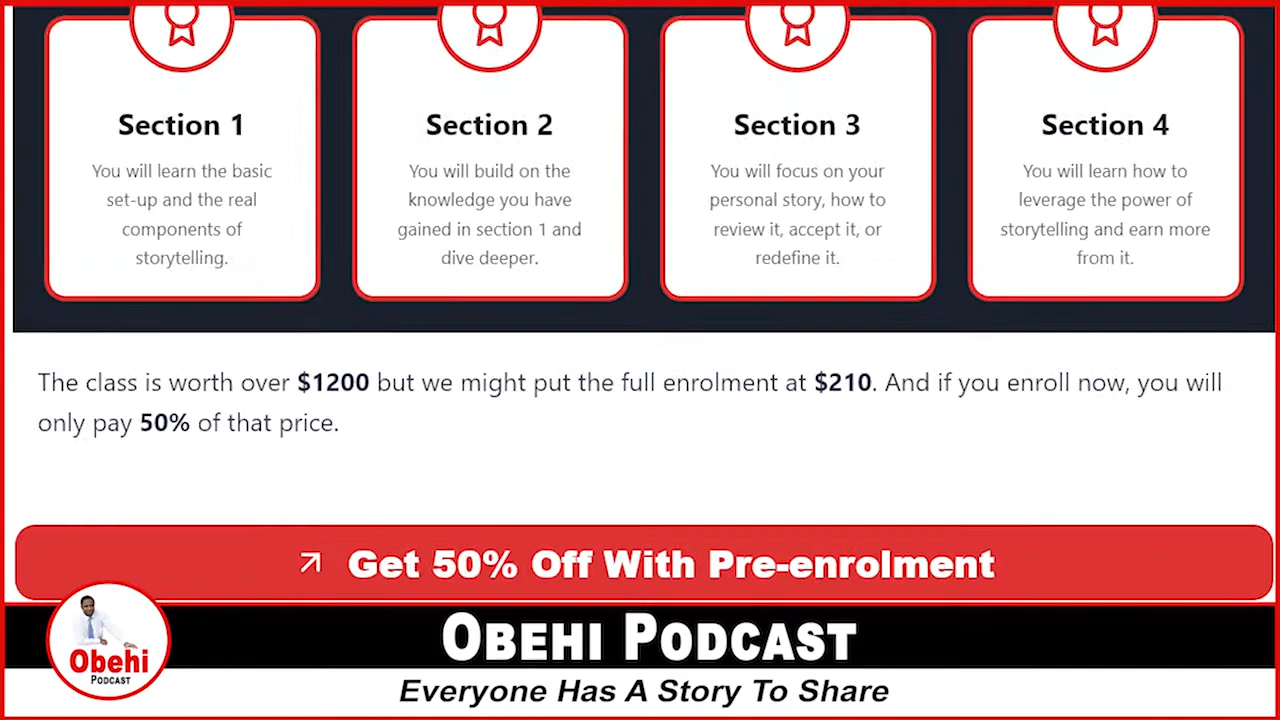 Section 1
You will learn the basic
set-up and the real
components of
storytelling.
Section 2
You will build on the
knowledge you have
gained in section 1 and
dive deeper.
Section 3
You will focus on your
personal story, how to
review it, accept it, or
redefine it.
Section 4
You will learn how to
leverage the power of
storytelling and earn more
from it.
The class is worth over $1200 but we might put the full enrolment at $210. And if you enroll now, you will
only pay 50% of that price.
Get 50% Off With Pre-enrolment
Obehi Podcast
Everyone Has A Story To Share
Obehi
Podcast